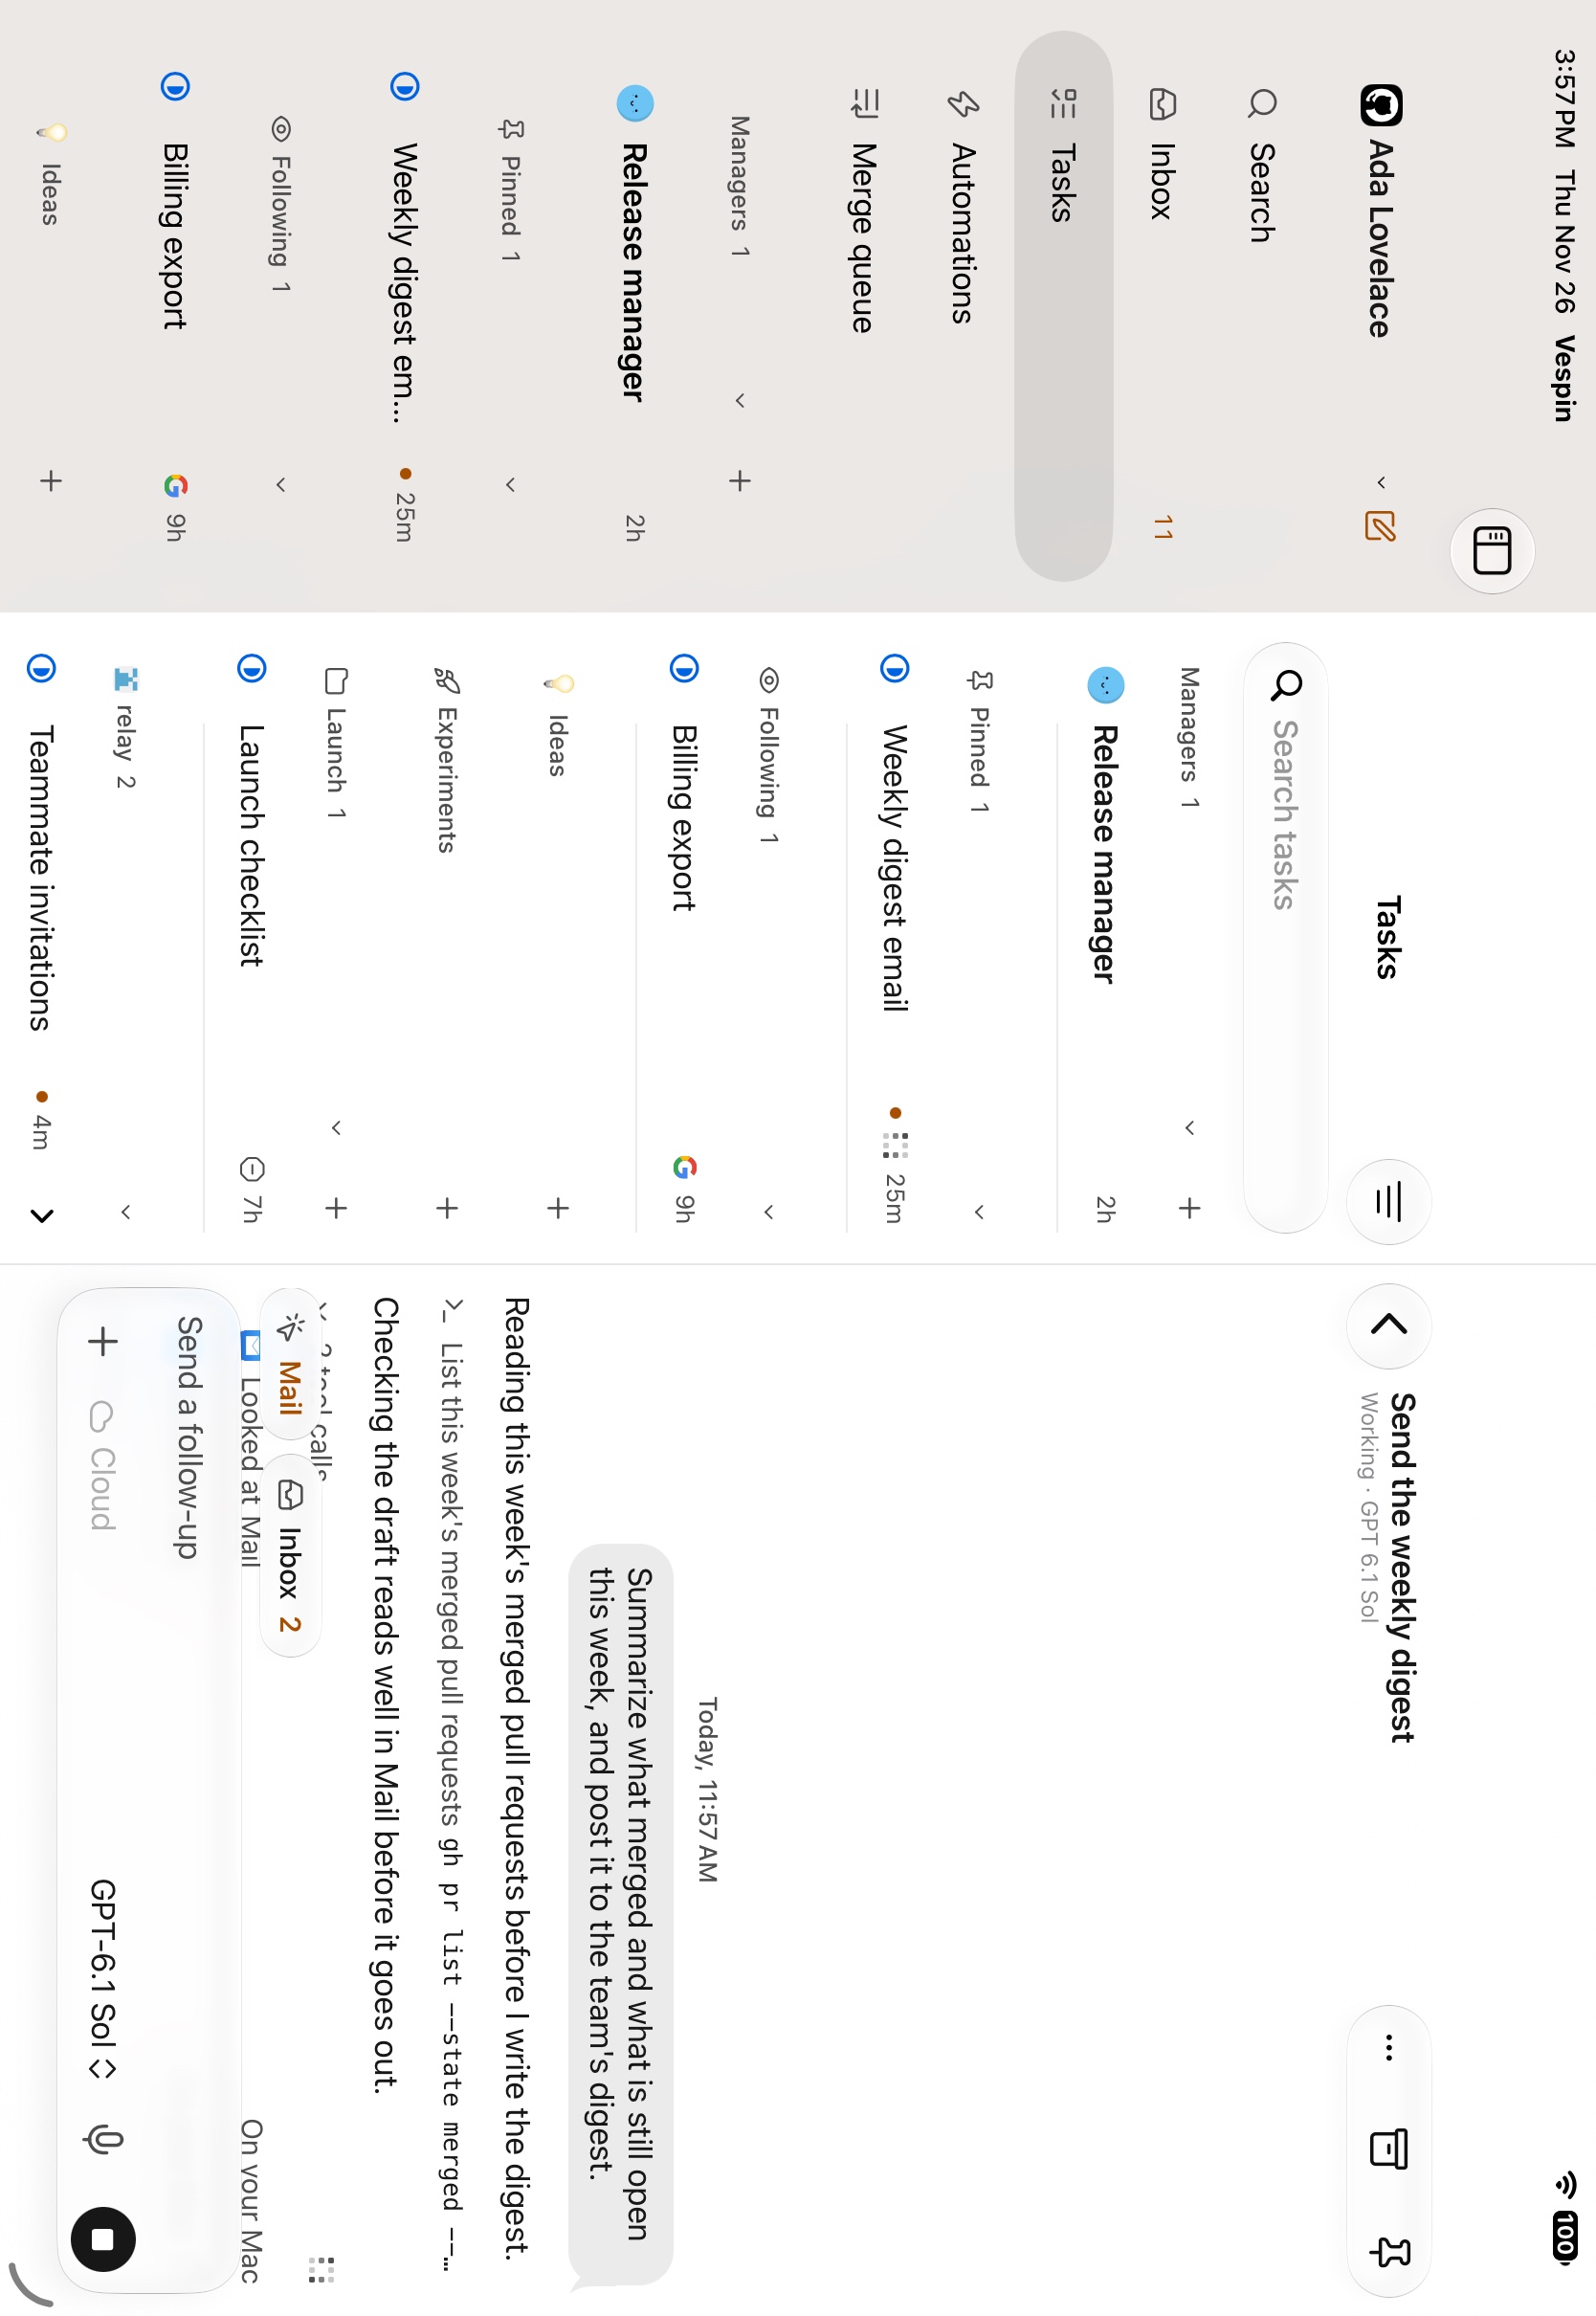 3:57 PM Thu Nov 26 Vespin
100
Ada Lovelace
Search
Inbox 11
Tasks
Automations
Merge queue
Managers 1
Release manager 2h
Pinned 1
Weekly digest em... 25m
Following 1
Billing export 9h
Ideas
Tasks
Search tasks
Managers 1
Release manager 2h
Pinned 1
Weekly digest email 25m
Following 1
Billing export 9h
Ideas
Experiments
Launch 1
Launch checklist 7h
relay 2
Teammate invitations 4m
Send the weekly digest
Working · GPT 6.1 Sol
Today, 11:57 AM
Summarize what merged and what is still open
this week, and post it to the team's digest.
Reading this week's merged pull requests before I write the digest.
List this week's merged pull requests gh pr list --state merged --…
Checking the draft reads well in Mail before it goes out.
2 tool calls
Mail
Inbox 2
Looked at Mail On your Mac
Send a follow-up
Cloud
GPT-6.1 Sol